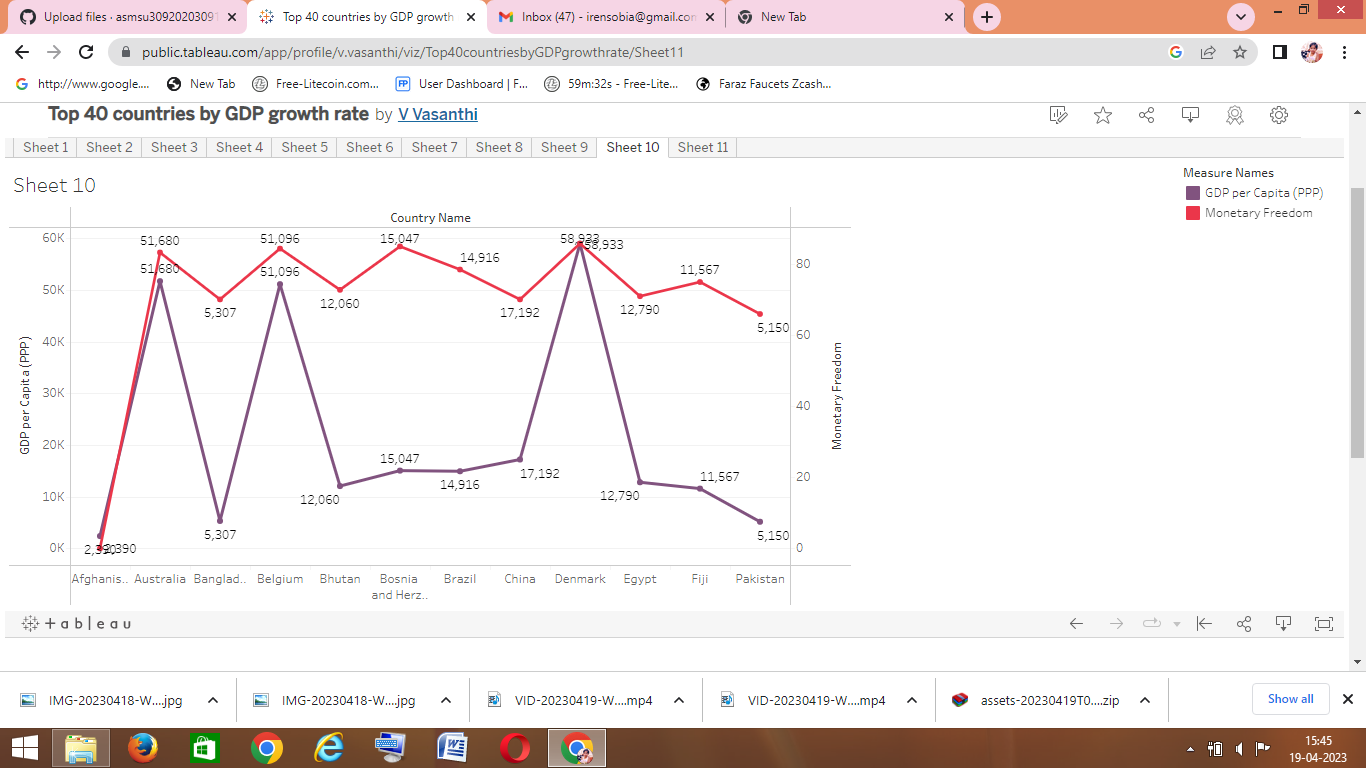 Upload files · asmsu30920203091
Top 40 countries by GDP growth
Inbox (47) - irensobia@gmail.con
New Tab
public.tableau.com/app/profile/v.vasanthi/viz/Top40countriesbyGDPgrowthrate/Sheet11
http://www.google....
New Tab
Free-Litecoin.com...
FP
User Dashboard | F...
59m:32s - Free-Lite...
Faraz Faucets Zcash...
Top 40 countries by GDP growth rate by V Vasanthi
Sheet 1 Sheet 2 Sheet 3 Sheet 4 Sheet 5 Sheet 6 Sheet 7 Sheet 8 Sheet 9 Sheet 10 Sheet 11
Sheet 10
Measure Names
GDP per Capita (PPP)
Monetary Freedom
Country Name
GDP per Capita (PPP)
60K
50K
40K
30K
20K
10K
0K
51,680
5,307
51,096
12,060
15,047
14,916
17,192
58,933
12,790
11,567
5,150
2,390
2,390
51,680
5,307
51,096
12,060
15,047
14,916
17,192
58,933
12,790
11,567
5,150
80
60
40
20
0
Monetary Freedom
Afghanis..
Australia
Banglad..
Belgium
Bhutan
Bosnia
and Herz..
Brazil
China
Denmark
Egypt
Fiji
Pakistan
+ a b l e a u
IMG-20230418-W....jpg
IMG-20230418-W....jpg
VID-20230419-W....mp4
VID-20230419-W....mp4
assets-20230419T0....zip
Show all
15:45
19-04-2023